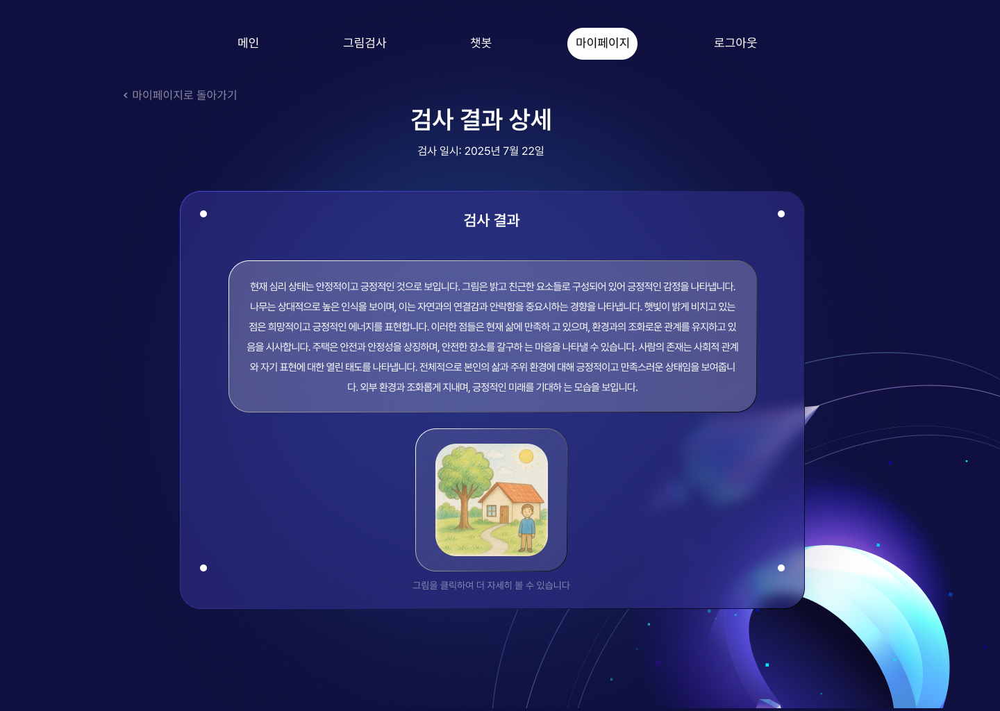 메인
그림검사
챗봇
마이페이지
로그아웃
< 마이페이지로 돌아가기
검사 결과 상세
검사 일시: 2025년 7월 22일
검사 결과
현재 심리 상태는 안정적이고 긍정적인 것으로 보입니다. 그림은 밝고 친근한 요소들로 구성되어 있어 긍정적인 감정을 나타냅니다.
나무는 상대적으로 높은 인식을 보이며, 이는 자연과의 연결감과 안락함을 중요시하는 경향을 나타냅니다. 햇빛이 밝게 비치고 있는
점은 희망적이고 긍정적인 에너지를 표현합니다. 이러한 점들은 현재 삶에 만족하 고 있으며, 환경과의 조화로운 관계를 유지하고 있
음을 시사합니다. 주택은 안전과 안정성을 상징하며, 안전한 장소를 갈구하 는 마음을 나타낼 수 있습니다. 사람의 존재는 사회적 관계
와 자기 표현에 대한 열린 태도를 나타냅니다. 전체적으로 본인의 삶과 주위 환경에 대해 긍정적이고 만족스러운 상태임을 보여줍니
다. 외부 환경과 조화롭게 지내며, 긍정적인 미래를 기대하 는 모습을 보입니다.
그림을 클릭하여 더 자세히 볼 수 있습니다